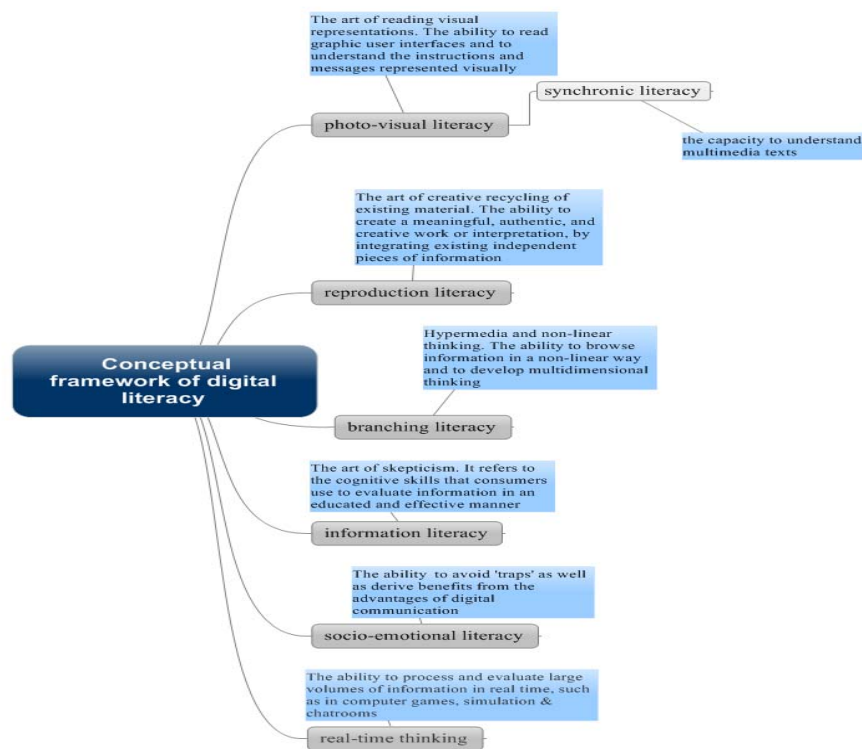 The art of reading visual
representations. The ability to read
graphic user interfaces and to
understand the instructions and
messages represented visually
synchronic literacy
photo-visual literacy
the capacity to understand
multimedia texts
The art of creative recycling of
existing material. The ability to
create a meaningful, authentic, and
creative work or interpretation, by
integrating existing independent
pieces of information
reproduction literacy
Hypermedia and non-linear
thinking. The ability to browse
information in a non-linear way
and to develop multidimensional
thinking
Conceptual
framework of digital
literacy
branching literacy
The art of skepticism. It refers to
the cognitive skills that consumers
use to evaluate information in an
educated and effective manner
information literacy
The ability to avoid 'traps' as well
as derive benefits from the
advantages of digital
communication
socio-emotional literacy
The ability to process and evaluate large
volumes of information in real time, such
as in computer games, simulation &
chatrooms
real-time thinking